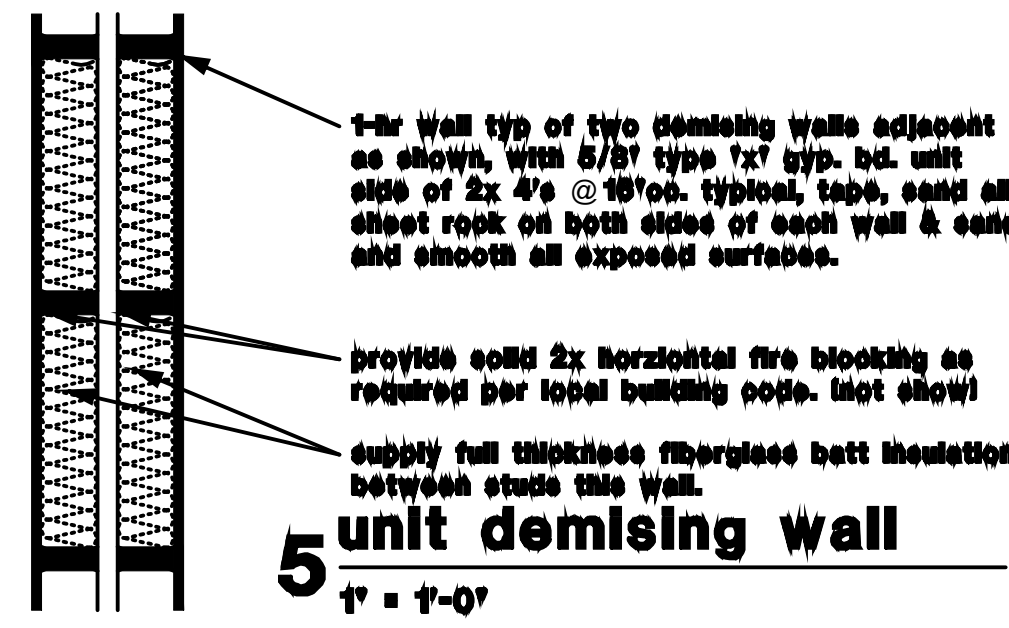 1-hr wall typ of two demising walls adjacent
as shown, with 5/8" type "x" gyp. bd. unit
side of 2x 4's @ 16"oc. typical, tape, sand all
sheet rock on both sides of each wall & sand
and smooth all exposed surfaces.
provide solid 2x horziontal fire blocking as
required per local building code. (not show)
supply full thickness fiberglass batt insulation
between studs this wall.
5 unit demising wall
1" = 1'-0"